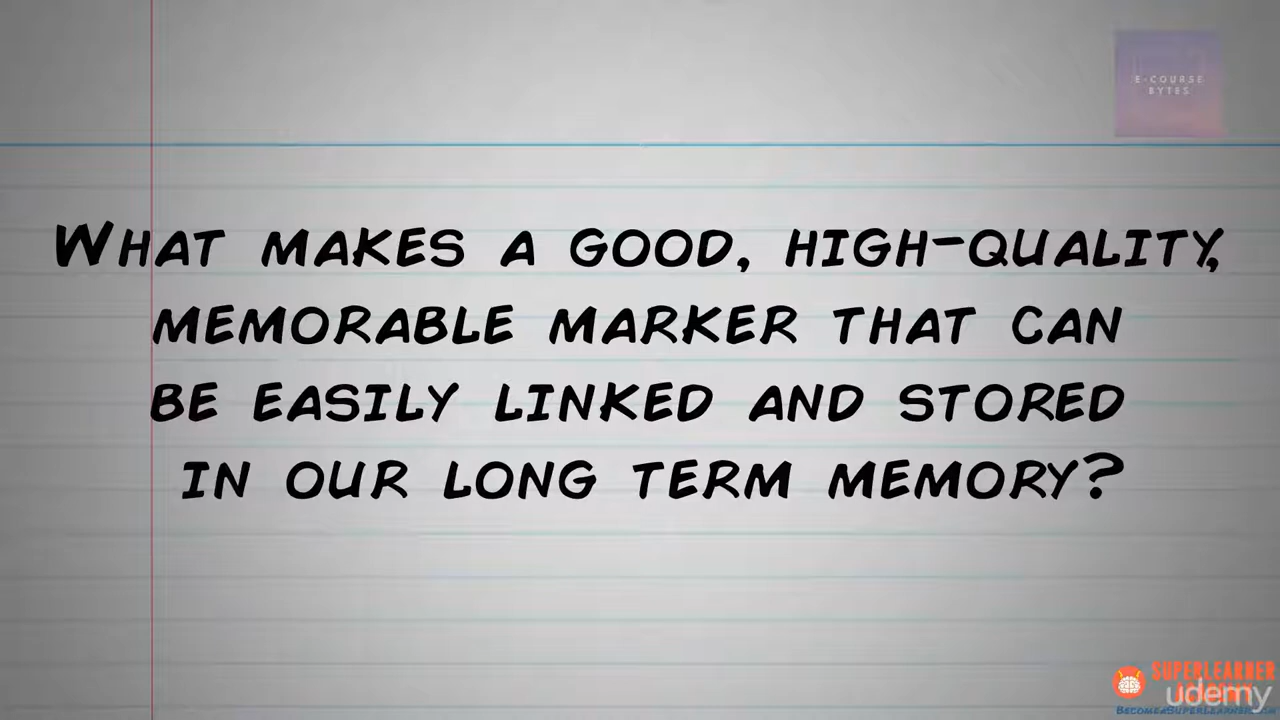 E-COURSE
BYTES
WHAT MAKES A GOOD, HIGH-QUALITY,
MEMORABLE MARKER THAT CAN
BE EASILY LINKED AND STORED
IN OUR LONG TERM MEMORY?
SUPERLEARNER
udemy